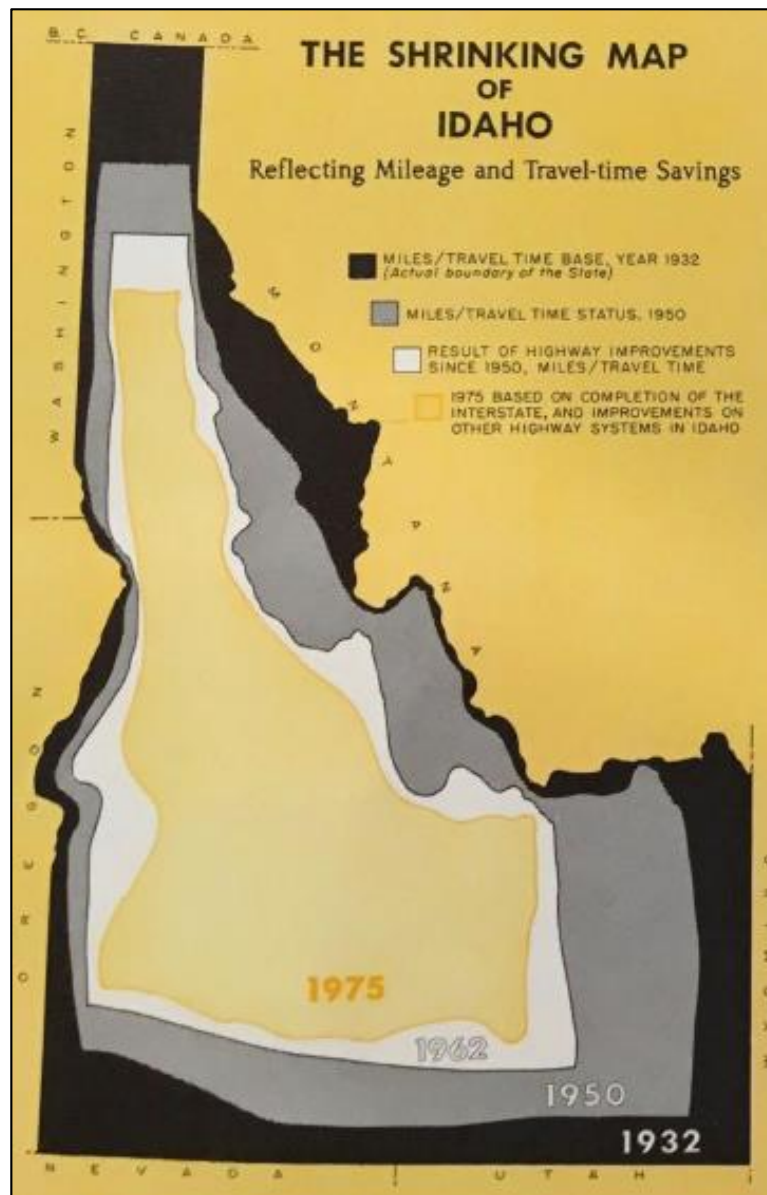 B.C. CANADA
THE SHRINKING MAP
OF
IDAHO
Reflecting Mileage and Travel-time Savings
WASHINGTON
MONTANA
MILES/TRAVEL TIME BASE, YEAR 1932
(Actual boundary of the State)
MILES/TRAVEL TIME STATUS, 1950
RESULT OF HIGHWAY IMPROVEMENTS
SINCE 1950, MILES/TRAVEL TIME
1975 BASED ON COMPLETION OF THE
INTERSTATE, AND IMPROVEMENTS ON
OTHER HIGHWAY SYSTEMS IN IDAHO
OREGON
1975
1962
1950
1932
NEVADA
UTAH